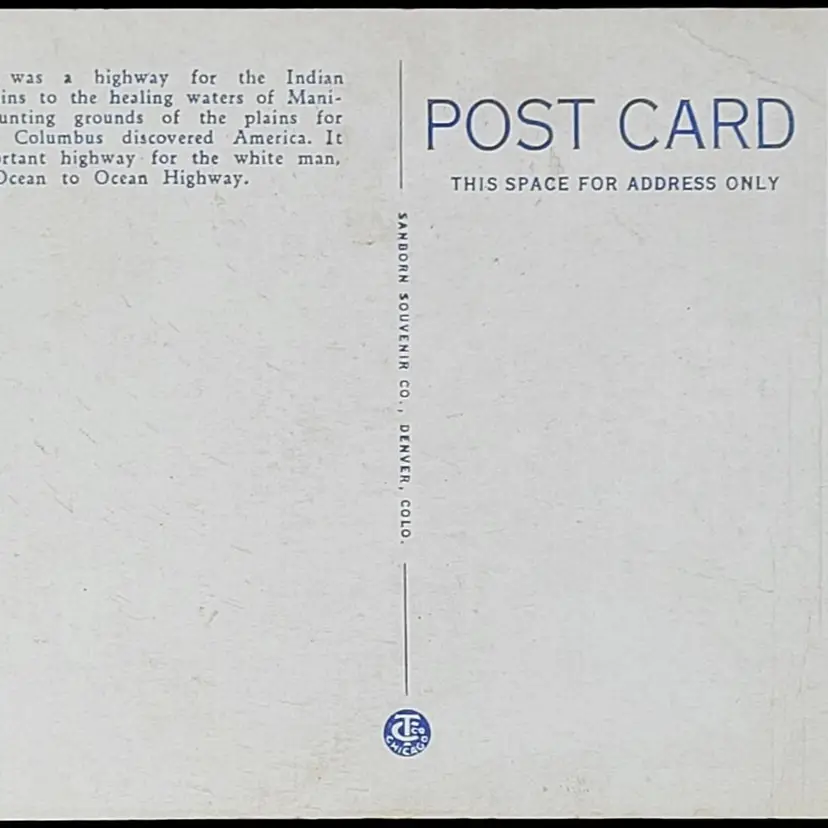 was a highway for the Indian
ins to the healing waters of Mani-
unting grounds of the plains for
Columbus discovered America. It
rtant highway for the white man,
Ocean to Ocean Highway.
POST CARD
THIS SPACE FOR ADDRESS ONLY
SANBORN SOUVENIR CO., DENVER, COLO.
CTCO
CHICAGO